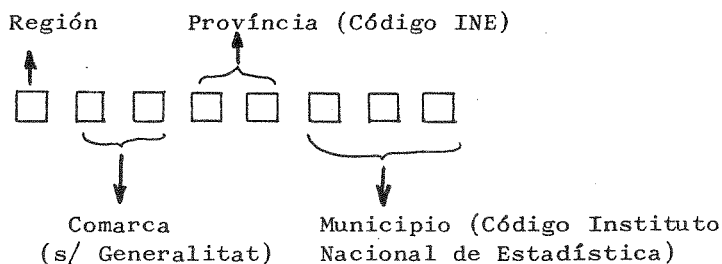 Región Província (Código INE)
Comarca Municipio (Código Instituto
(s/ Generalitat) Nacional de Estadística)